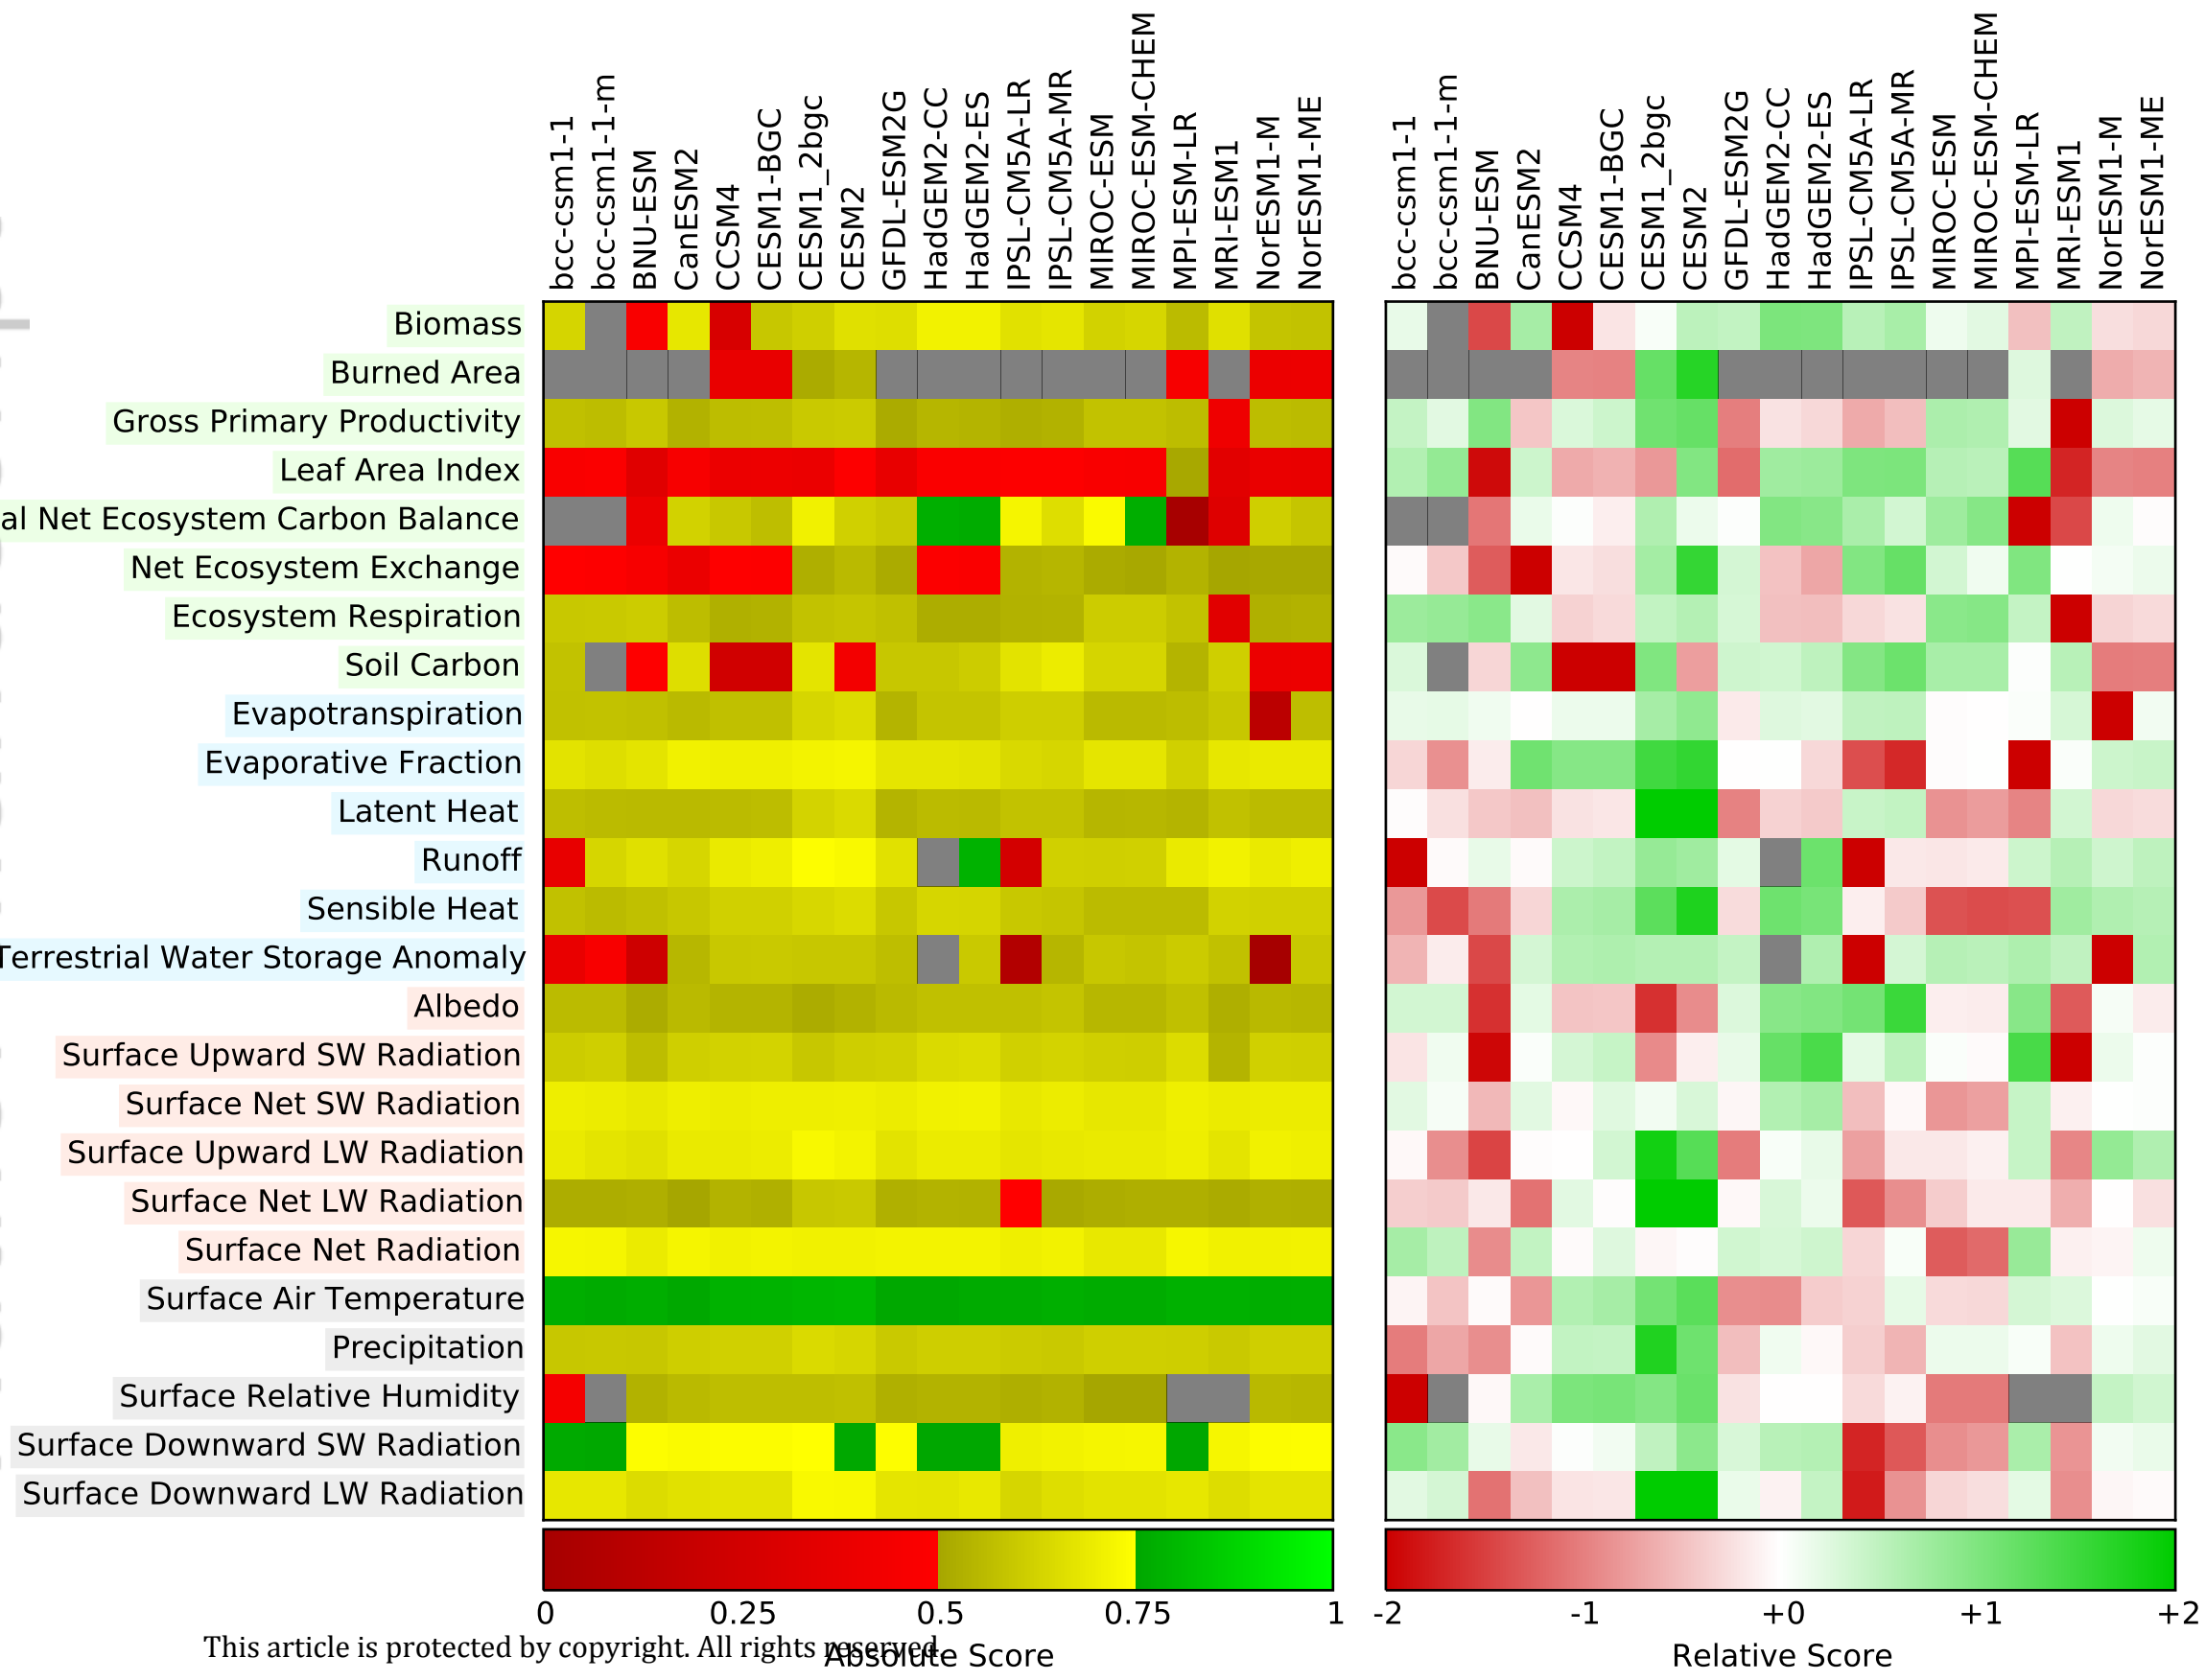 bcc-csm1-1
bcc-csm1-1-m
BNU-ESM
CanESM2
CCSM4
CESM1-BGC
CESM1_2bgc
CESM2
GFDL-ESM2G
HadGEM2-CC
HadGEM2-ES
IPSL-CM5A-LR
IPSL-CM5A-MR
MIROC-ESM
MIROC-ESM-CHEM
MPI-ESM-LR
MRI-ESM1
NorESM1-M
NorESM1-ME
bcc-csm1-1
bcc-csm1-1-m
BNU-ESM
CanESM2
CCSM4
CESM1-BGC
CESM1_2bgc
CESM2
GFDL-ESM2G
HadGEM2-CC
HadGEM2-ES
IPSL-CM5A-LR
IPSL-CM5A-MR
MIROC-ESM
MIROC-ESM-CHEM
MPI-ESM-LR
MRI-ESM1
NorESM1-M
NorESM1-ME
Biomass
Burned Area
Gross Primary Productivity
Leaf Area Index
al Net Ecosystem Carbon Balance
Net Ecosystem Exchange
Ecosystem Respiration
Soil Carbon
Evapotranspiration
Evaporative Fraction
Latent Heat
Runoff
Sensible Heat
Terrestrial Water Storage Anomaly
Albedo
Surface Upward SW Radiation
Surface Net SW Radiation
Surface Upward LW Radiation
Surface Net LW Radiation
Surface Net Radiation
Surface Air Temperature
Precipitation
Surface Relative Humidity
Surface Downward SW Radiation
Surface Downward LW Radiation
0 0.25 0.5 0.75 1
-2 -1 +0 +1 +2
This article is protected by copyright. All rights reserved.
Absolute Score
Relative Score